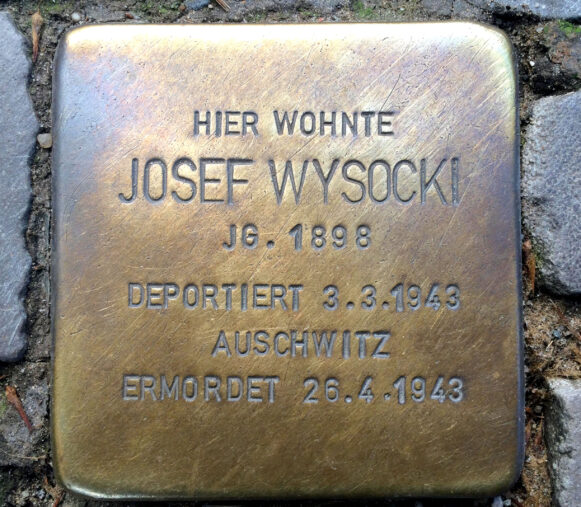 HIER WOHNTE
JOSEF WYSOCKI
JG. 1898
DEPORTIERT 3.3.1943
AUSCHWITZ
ERMORDET 26.4.1943